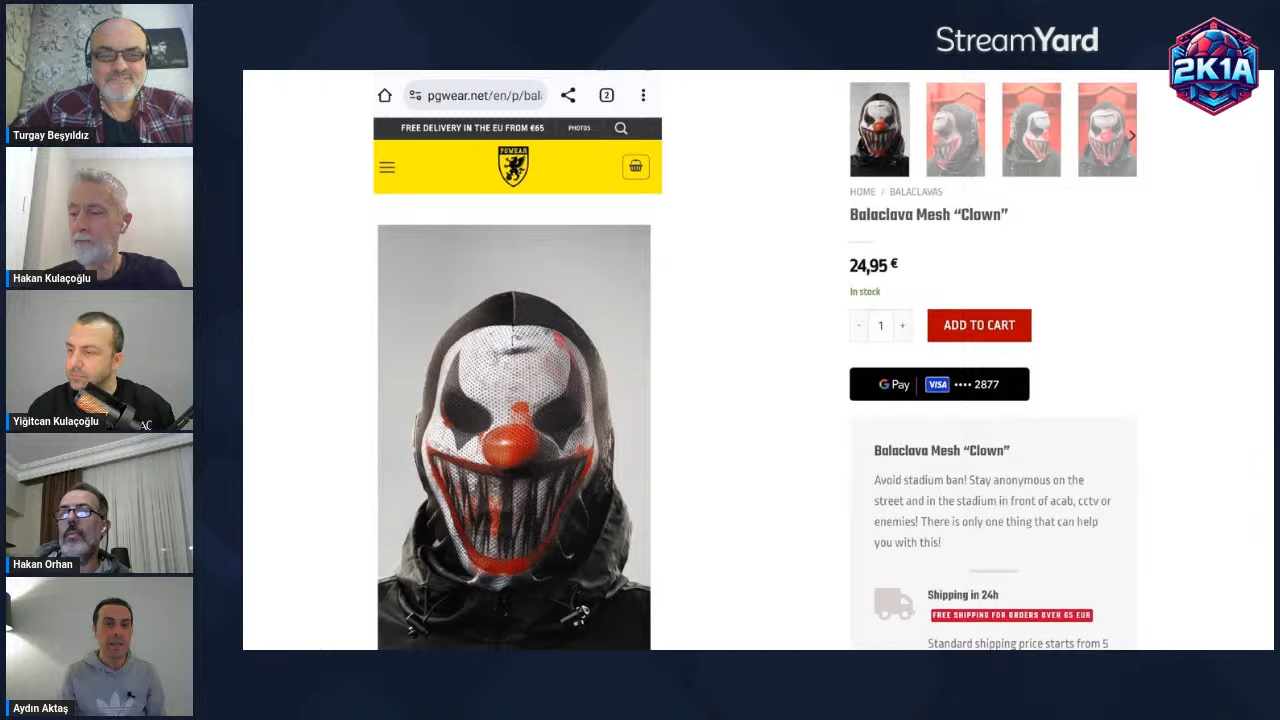 StreamYard
2K1A
Turgay Beşyıldız
Hakan Kulaçoğlu
Yiğitcan Kulaçoğlu
Hakan Orhan
Aydın Aktaş
pgwear.net/en/p/bal
2
FREE DELIVERY IN THE EU FROM €65
PHOTOS
PGWEAR
HOME / BALACLAVAS
Balaclava Mesh “Clown”
24,95 €
In stock
- 1 +
ADD TO CART
G Pay VISA •••• 2877
Balaclava Mesh “Clown”
Avoid stadium ban! Stay anonymous on the
street and in the stadium in front of acab, cctv or
enemies! There is only one thing that can help
you with this!
Shipping in 24h
FREE SHIPPING FOR ORDERS OVER 65 EUR
Standard shipping price starts from 5